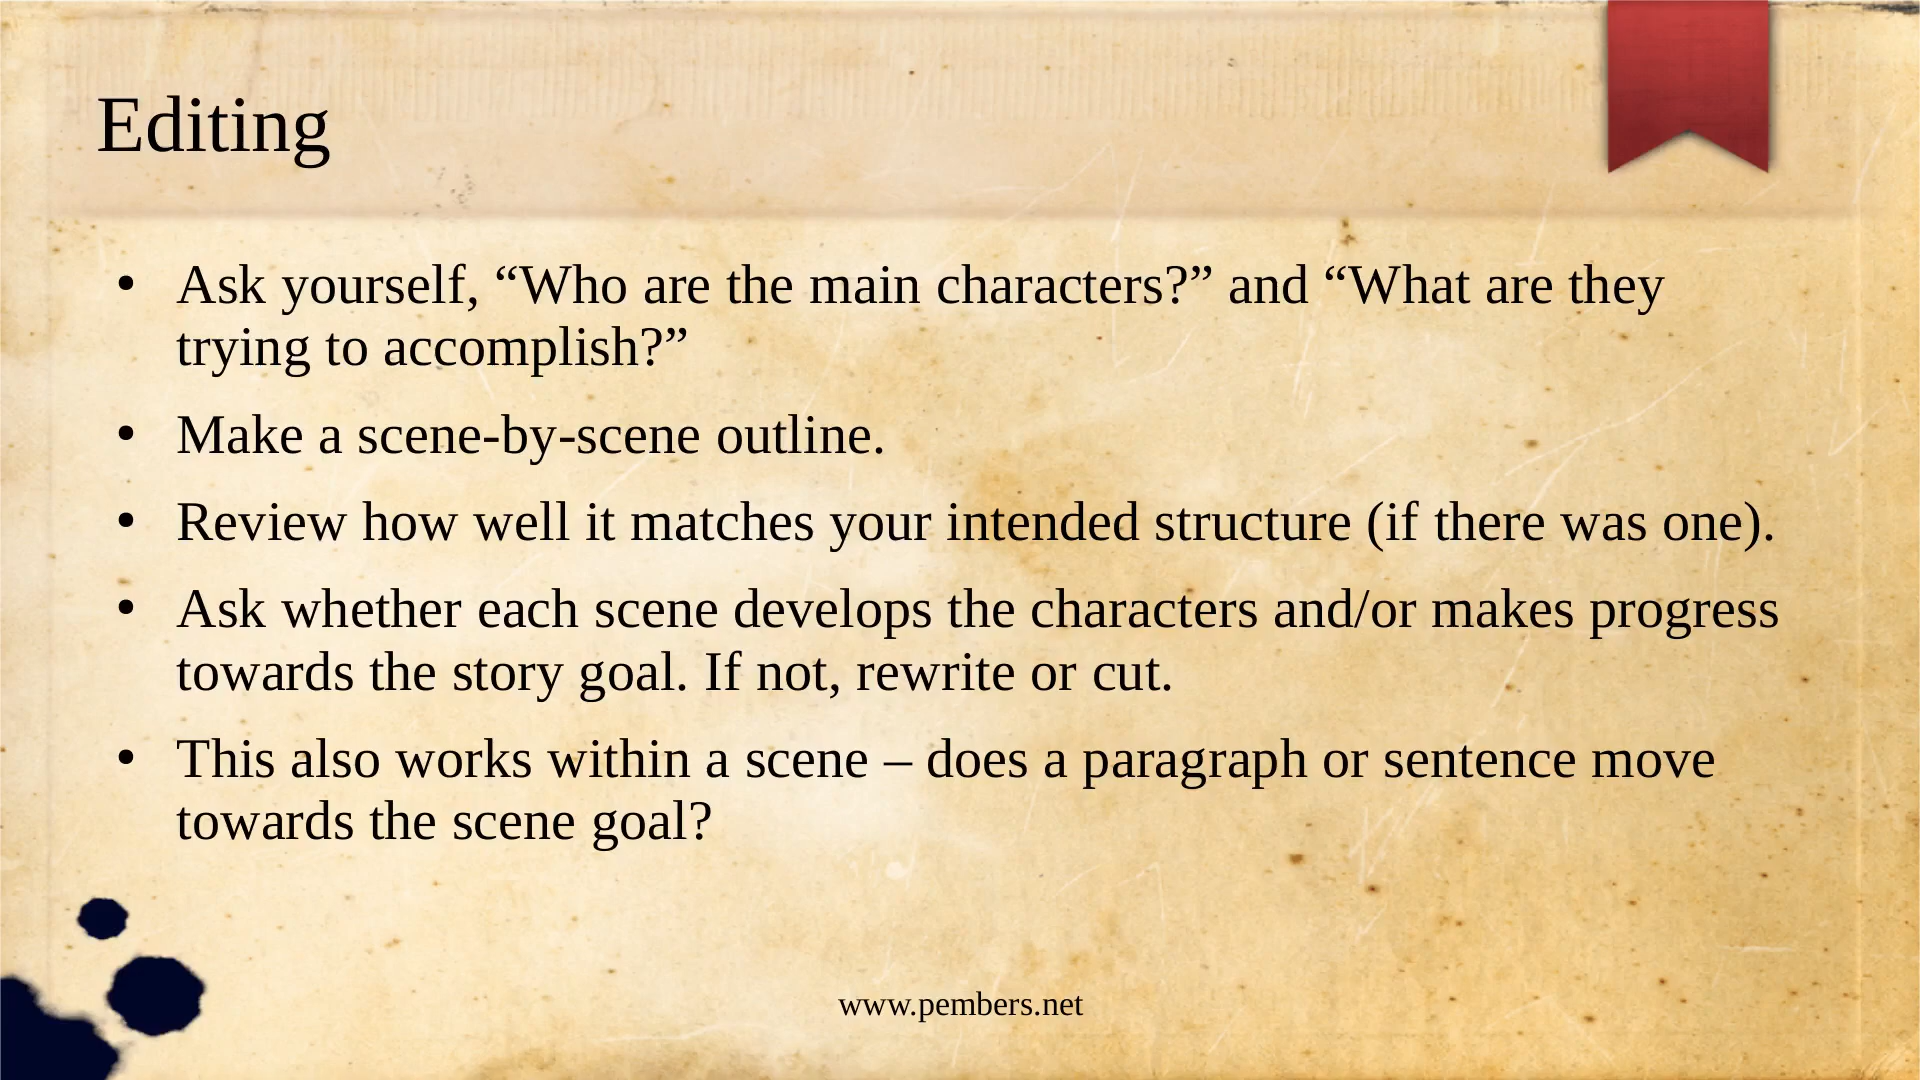 Editing
• Ask yourself, “Who are the main characters?” and “What are they
trying to accomplish?”
• Make a scene-by-scene outline.
• Review how well it matches your intended structure (if there was one).
• Ask whether each scene develops the characters and/or makes progress
towards the story goal. If not, rewrite or cut.
• This also works within a scene – does a paragraph or sentence move
towards the scene goal?
www.pembers.net